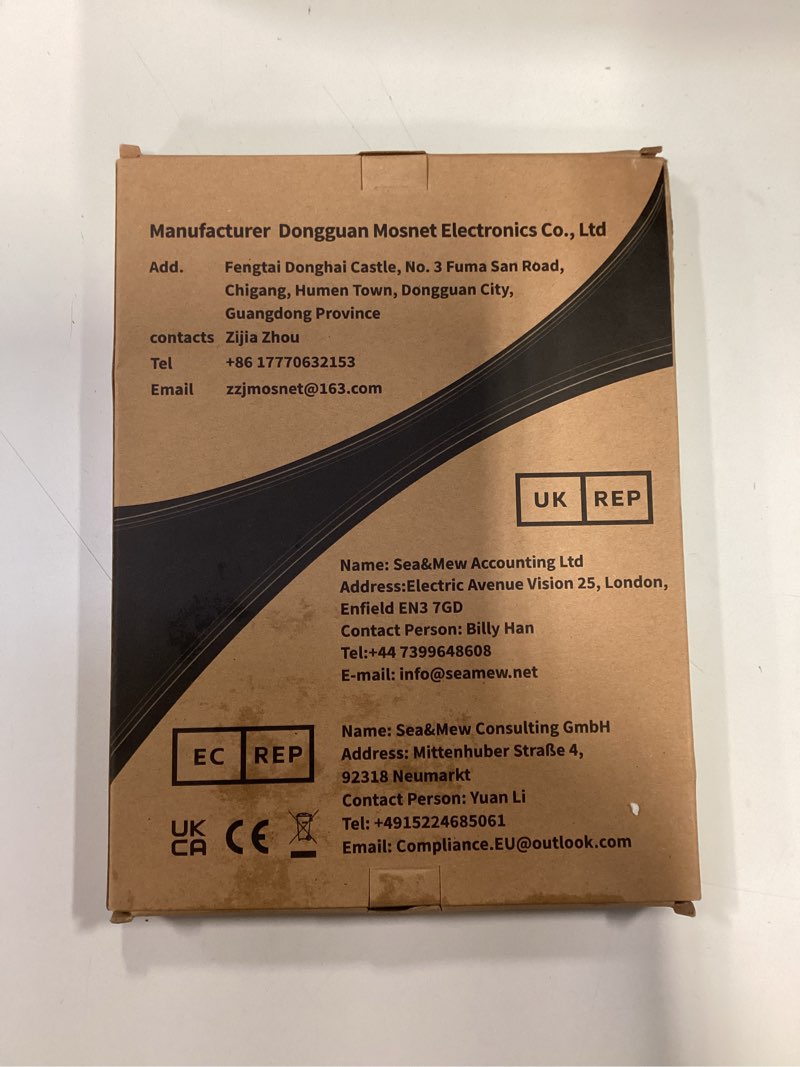 Manufacturer Dongguan Mosnet Electronics Co., Ltd
Add. Fengtai Donghai Castle, No. 3 Fuma San Road,
Chigang, Humen Town, Dongguan City,
Guangdong Province
contacts Zijia Zhou
Tel +86 17770632153
Email zzjmosnet@163.com
UK REP
Name: Sea&Mew Accounting Ltd
Address:Electric Avenue Vision 25, London,
Enfield EN3 7GD
Contact Person: Billy Han
Tel:+44 7399648608
E-mail: info@seamew.net
EC REP
Name: Sea&Mew Consulting GmbH
Address: Mittenhuber Straße 4,
92318 Neumarkt
Contact Person: Yuan Li
Tel: +4915224685061
Email: Compliance.EU@outlook.com
UK
CA CE